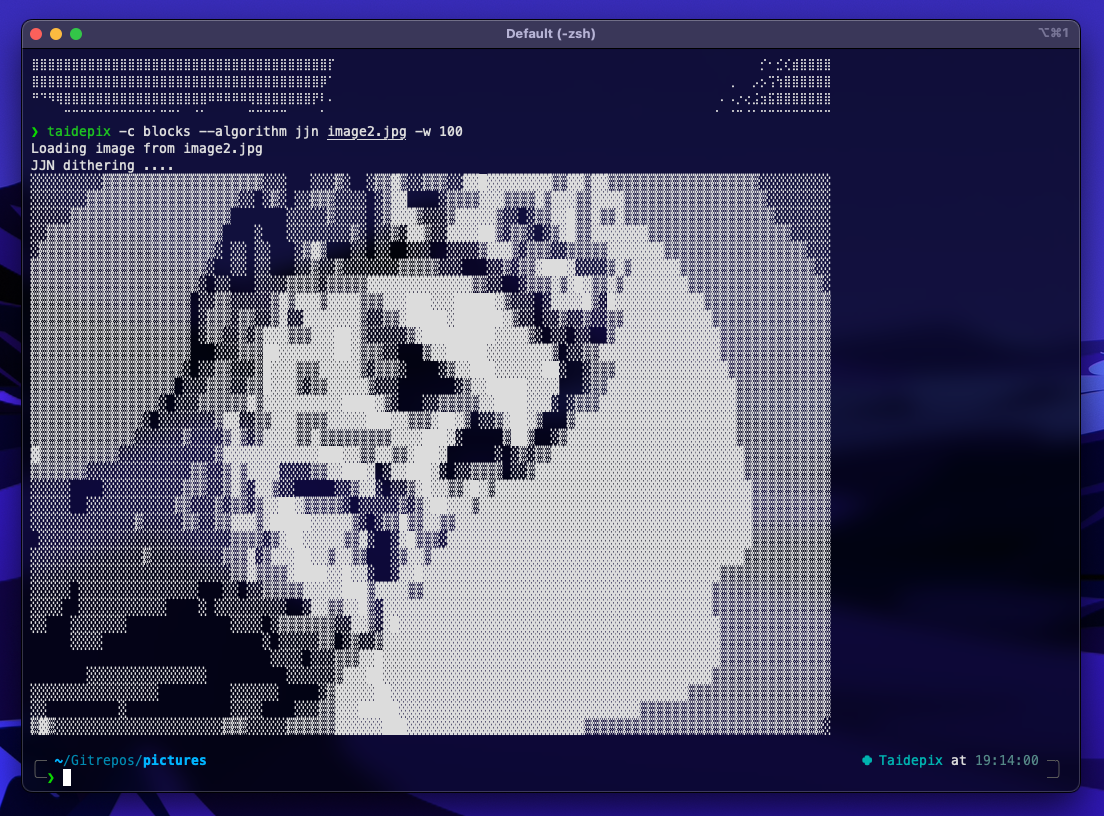 Default (-zsh)
⌥⌘1
❯ taidepix -c blocks --algorithm jjn image2.jpg -w 100
Loading image from image2.jpg
JJN dithering ....
~/Gitrepos/pictures
Taidepix at 19:14:00
❯